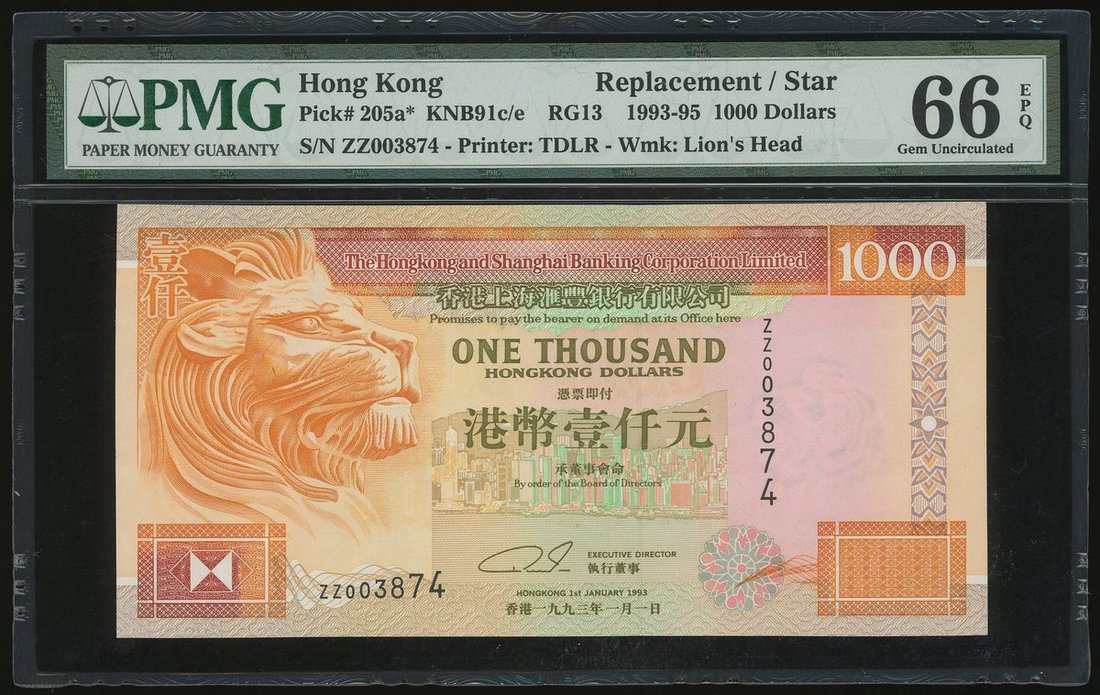 PMG
PAPER MONEY GUARANTY
Hong Kong Replacement / Star
Pick# 205a* KNB91c/e RG13 1993-95 1000 Dollars
S/N ZZ003874 - Printer: TDLR - Wmk: Lion's Head
66 EPQ
Gem Uncirculated
壹仟
The Hongkong and Shanghai Banking Corporation Limited
1000
香港上海滙豐銀行有限公司
Promises to pay the bearer on demand at its Office here
ZZ003874
ONE THOUSAND
HONGKONG DOLLARS
憑票即付
港幣壹仟元
承董事會命
By order of the Board of Directors
EXECUTIVE DIRECTOR
執行董事
ZZ003874
HONGKONG 1st JANUARY 1993
香港一九九三年一月一日